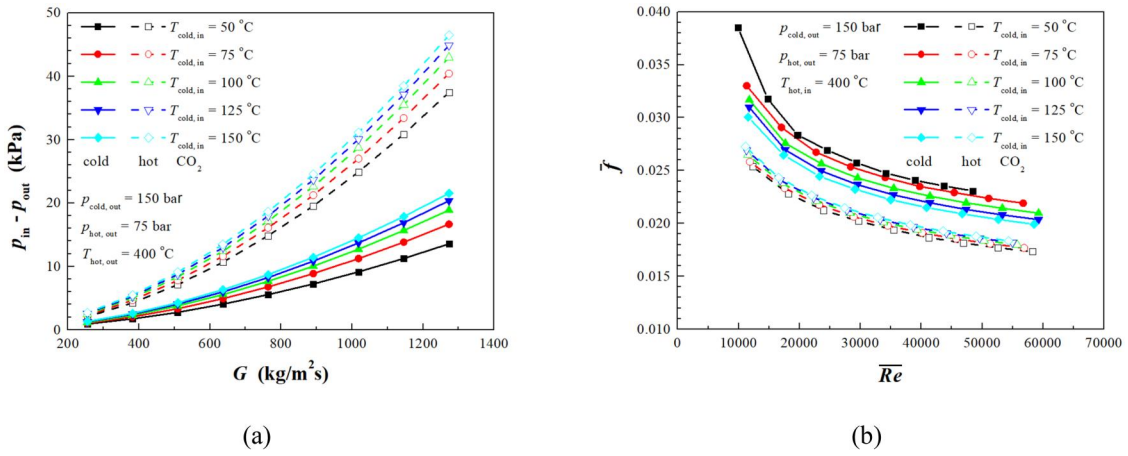 50
40
30
20
10
0
200 400 600 800 1000 1200 1400
p_in - p_out (kPa)
G (kg/m²s)
T_cold, in = 50 °C
T_cold, in = 75 °C
T_cold, in = 100 °C
T_cold, in = 125 °C
T_cold, in = 150 °C
cold hot CO₂
p_cold, out = 150 bar
p_hot, out = 75 bar
T_hot, out = 400 °C
(a)
0.040
0.035
0.030
0.025
0.020
0.015
0.010
0 10000 20000 30000 40000 50000 60000 70000
f̄
R̅e̅
p_cold, out = 150 bar
p_hot, out = 75 bar
T_hot, in = 400 °C
T_cold, in = 50 °C
T_cold, in = 75 °C
T_cold, in = 100 °C
T_cold, in = 125 °C
T_cold, in = 150 °C
cold hot CO₂
(b)